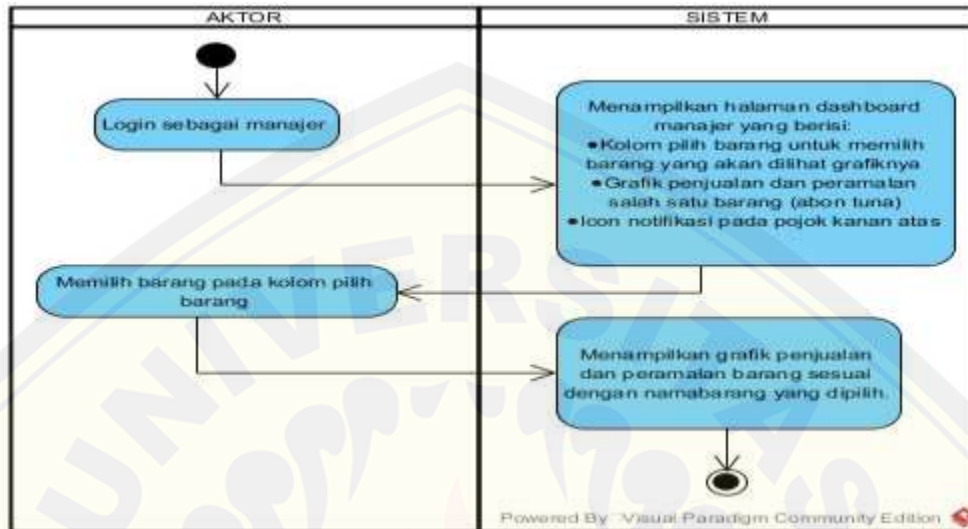 AKTOR
SISTEM
Login sebagai manajer
Menampilkan halaman dashboard
manajer yang berisi:
●Kolom pilih barang untuk memilih
barang yang akan dilihat grafiknya
●Grafik penjualan dan peramalan
salah satu barang (abon tuna)
●Icon notifikasi pada pojok kanan atas
Memilih barang pada kolom pilih
barang
Menampilkan grafik penjualan
dan peramalan barang sesuai
dengan namabarang yang dipilih.
UNIVERSITAS
Powered By Visual Paradigm Community Edition